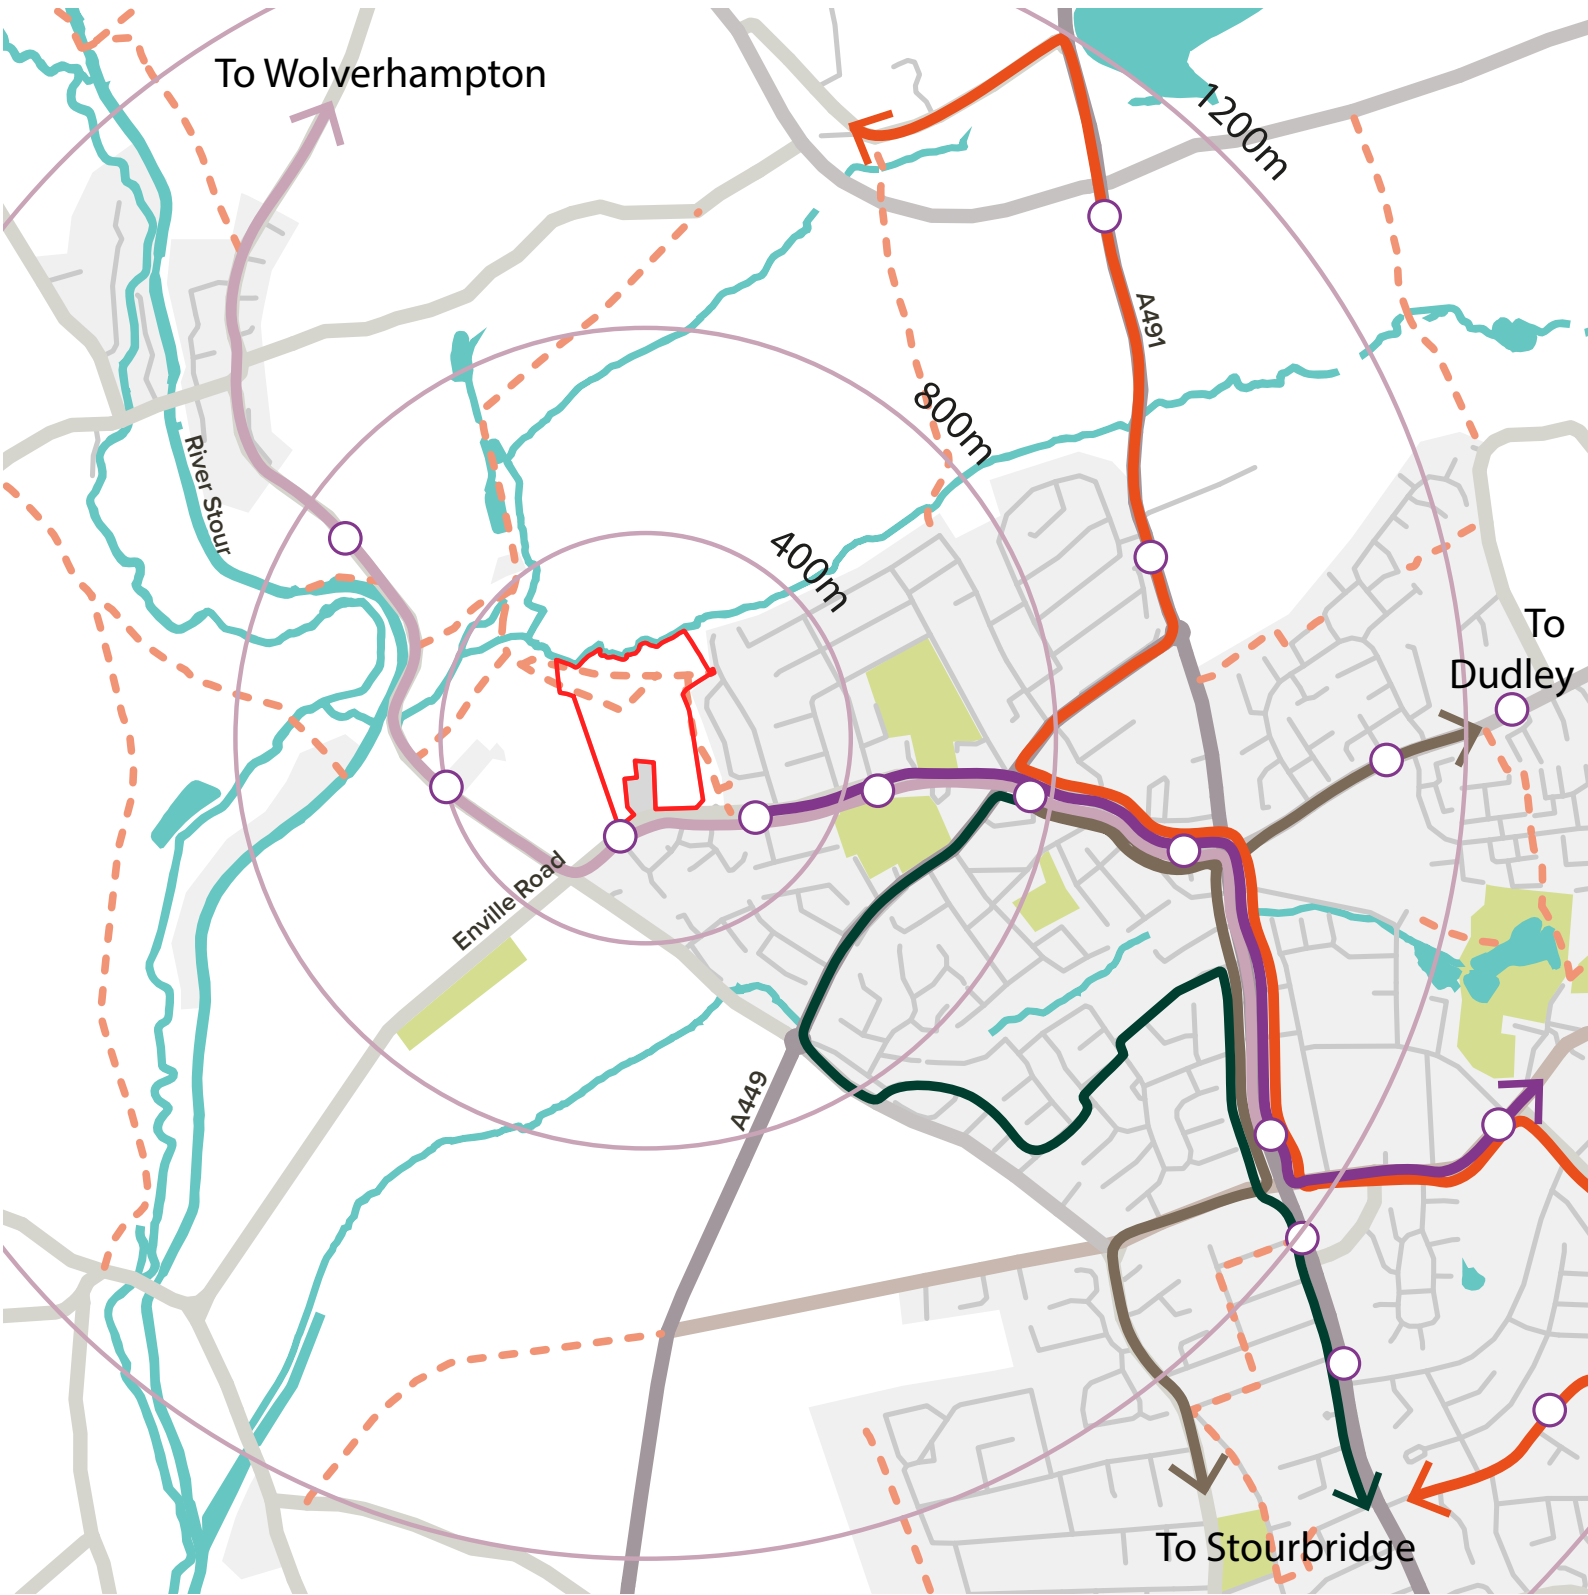 To Wolverhampton
1200m
A491
800m
River Stour
400m
To
Dudley
Enville Road
A449
To Stourbridge